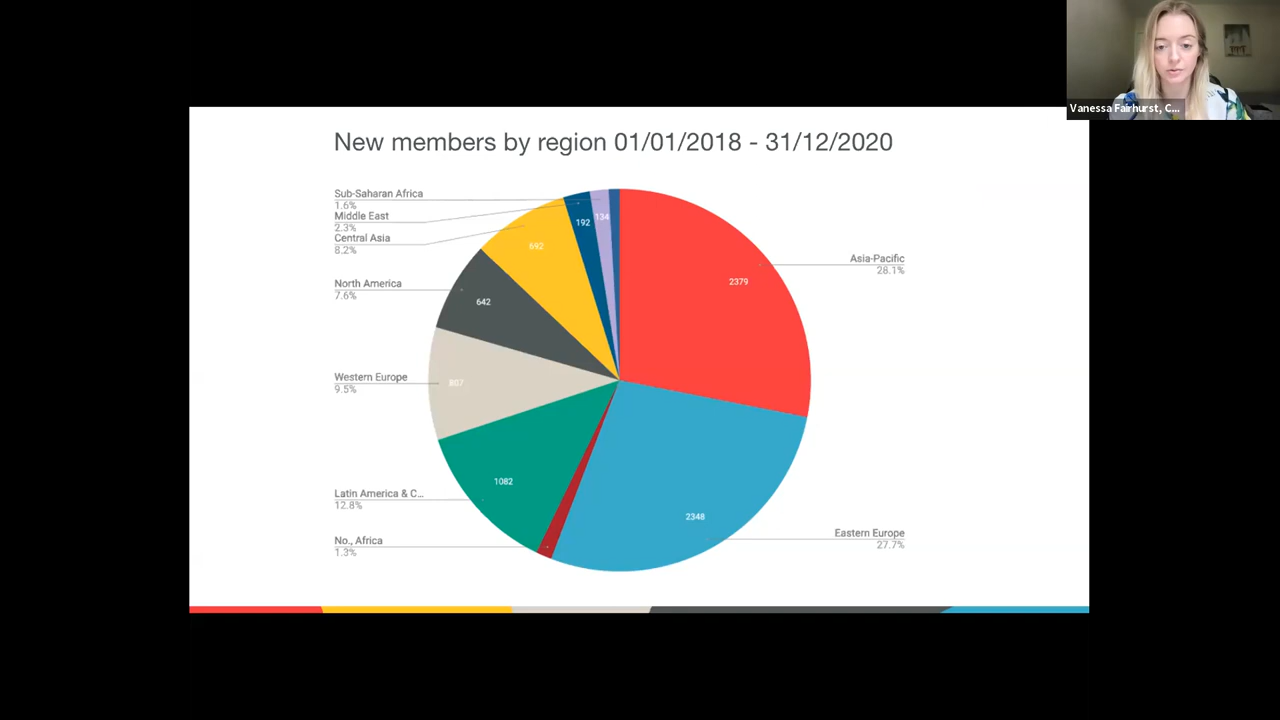 Vanessa Fairhurst, C...
New members by region 01/01/2018 - 31/12/2020
Sub-Saharan Africa
1.6%
Middle East
2.3%
Central Asia
8.2%
North America
7.6%
Western Europe
9.5%
Latin America & C...
12.8%
No., Africa
1.3%
Asia-Pacific
28.1%
Eastern Europe
27.7%
192
134
692
642
807
1082
2379
2348